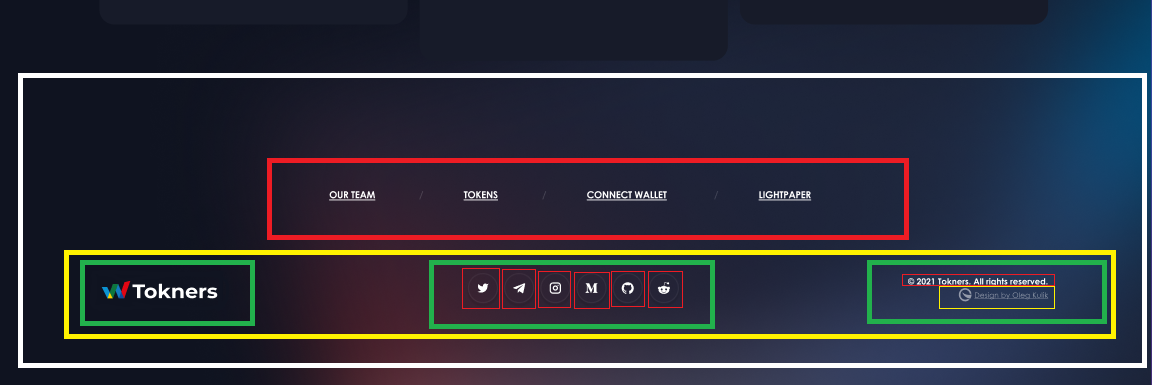 OUR TEAM / TOKENS / CONNECT WALLET / LIGHTPAPER
Tokners
M
© 2021 Tokners. All rights reserved.
Design by Oleg Kulik